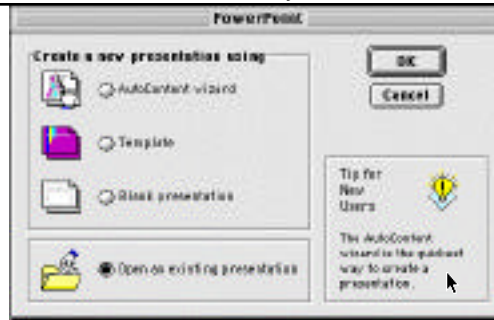 PowerPoint
Create a new presentation using
AutoContent wizard
Template
Blank presentation
Open an existing presentation
OK
Cancel
Tip for
New
Users
The AutoContent
wizard is the quickest
way to create a
presentation.